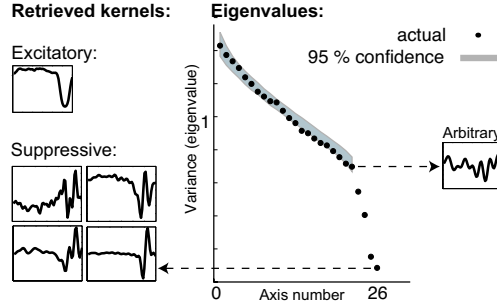 Retrieved kernels:
Excitatory:
Suppressive:
Eigenvalues:
actual
95 % confidence
Variance (eigenvalue)
1
Arbitrary
0
Axis number
26